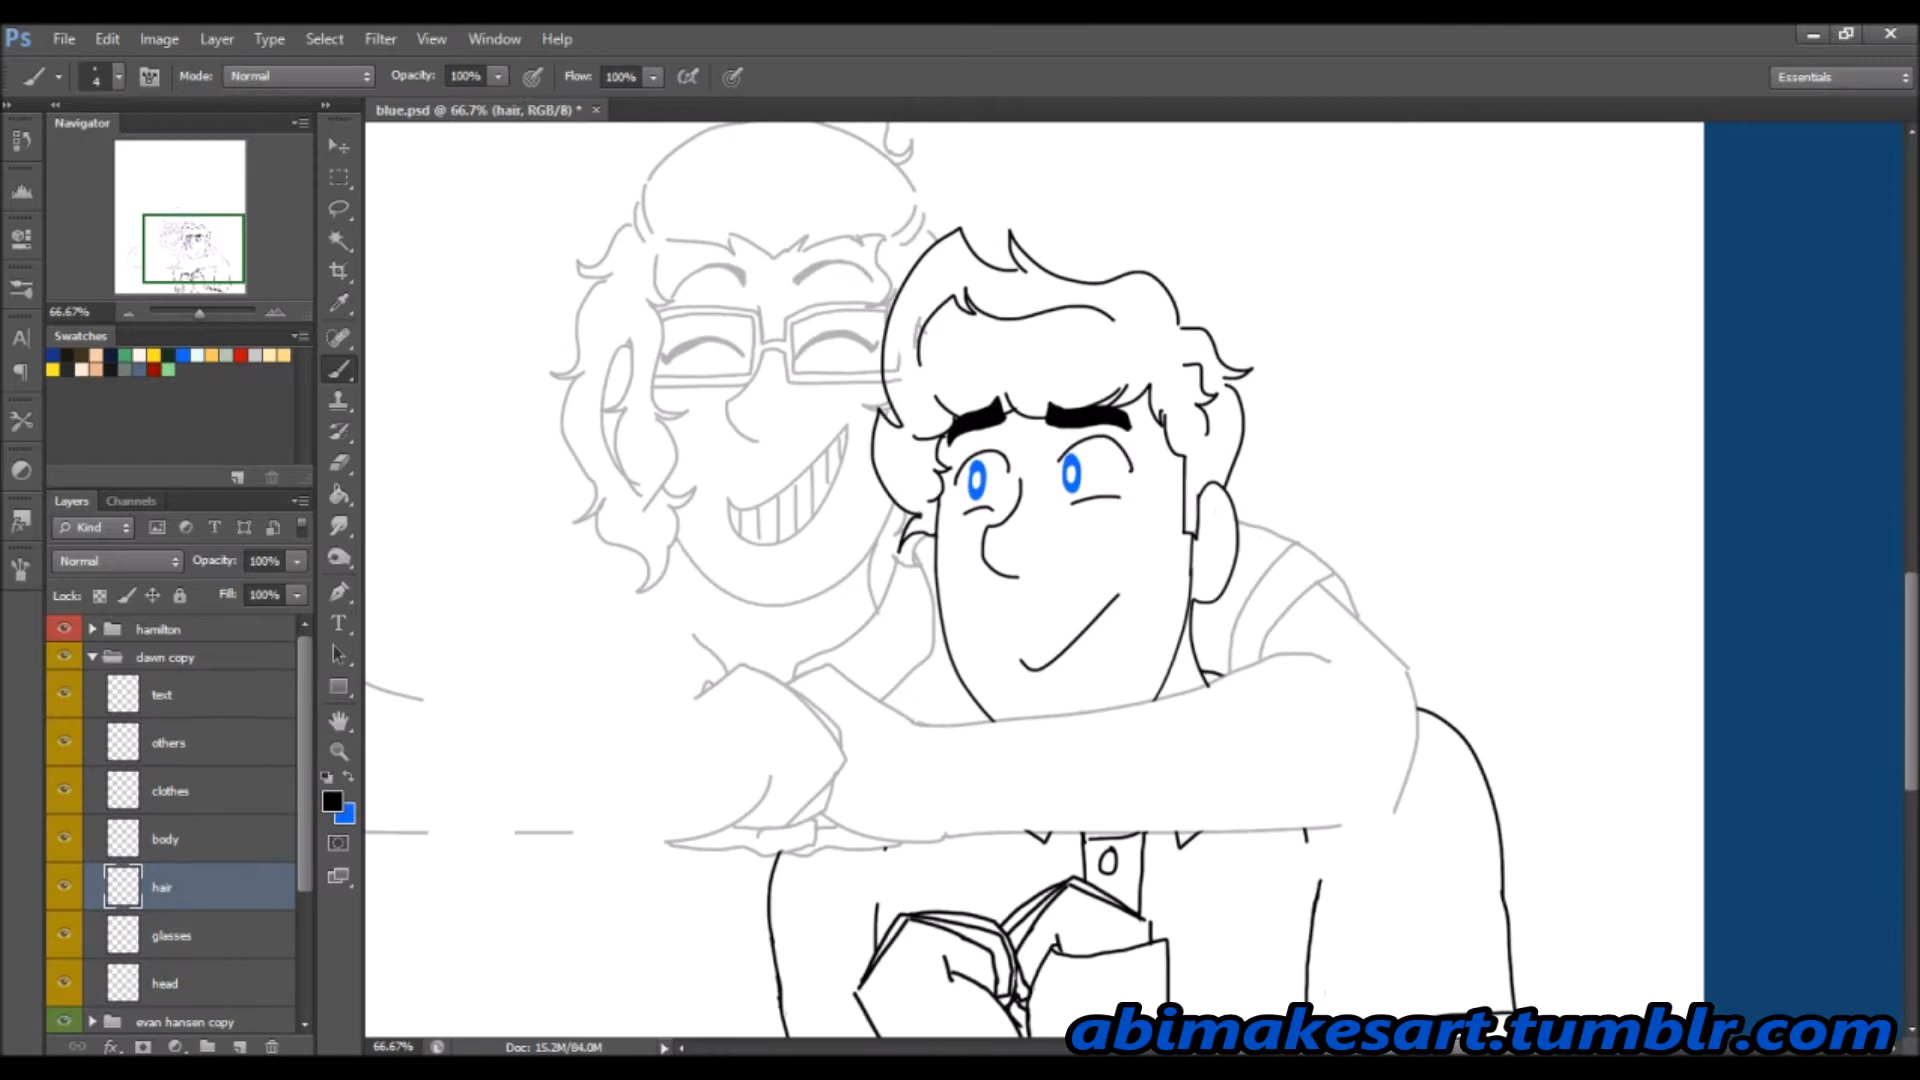 Ps File Edit Image Layer Type Select Filter View Window Help
4 Mode: Normal Opacity: 100% Flow: 100% Essentials
blue.psd @ 66.7% (hair, RGB/8) * ×
Navigator
66.67%
Swatches
Layers Channels
Kind
Normal Opacity: 100%
Lock: Fill: 100%
hamilton
dawn copy
text
others
clothes
body
hair
glasses
head
evan hansen copy
66.67% Doc: 15.2M/84.0M
abimakesart.tumblr.com